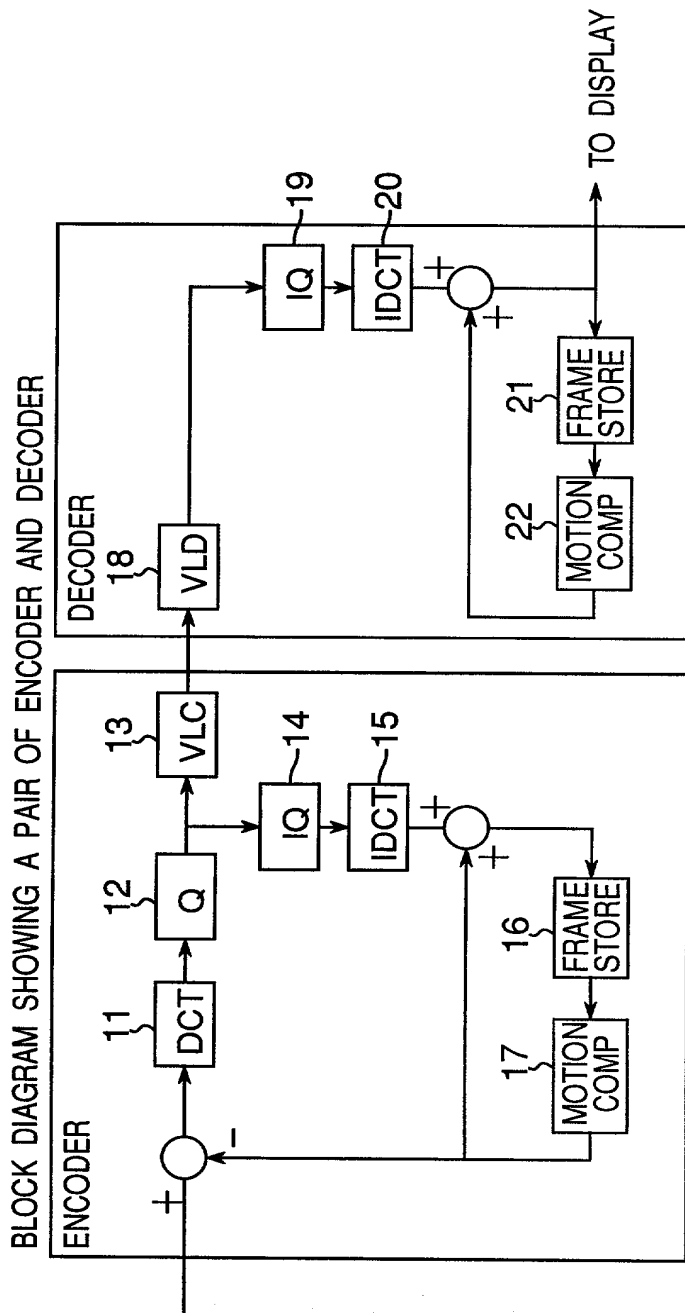 BLOCK DIAGRAM SHOWING A PAIR OF ENCODER AND DECODER
ENCODER
+
-
11
DCT
12
Q
13
VLC
14
IQ
15
IDCT
+
+
16
FRAME
STORE
17
MOTION
COMP
DECODER
18
VLD
19
IQ
20
IDCT
+
+
21
FRAME
STORE
22
MOTION
COMP
TO DISPLAY